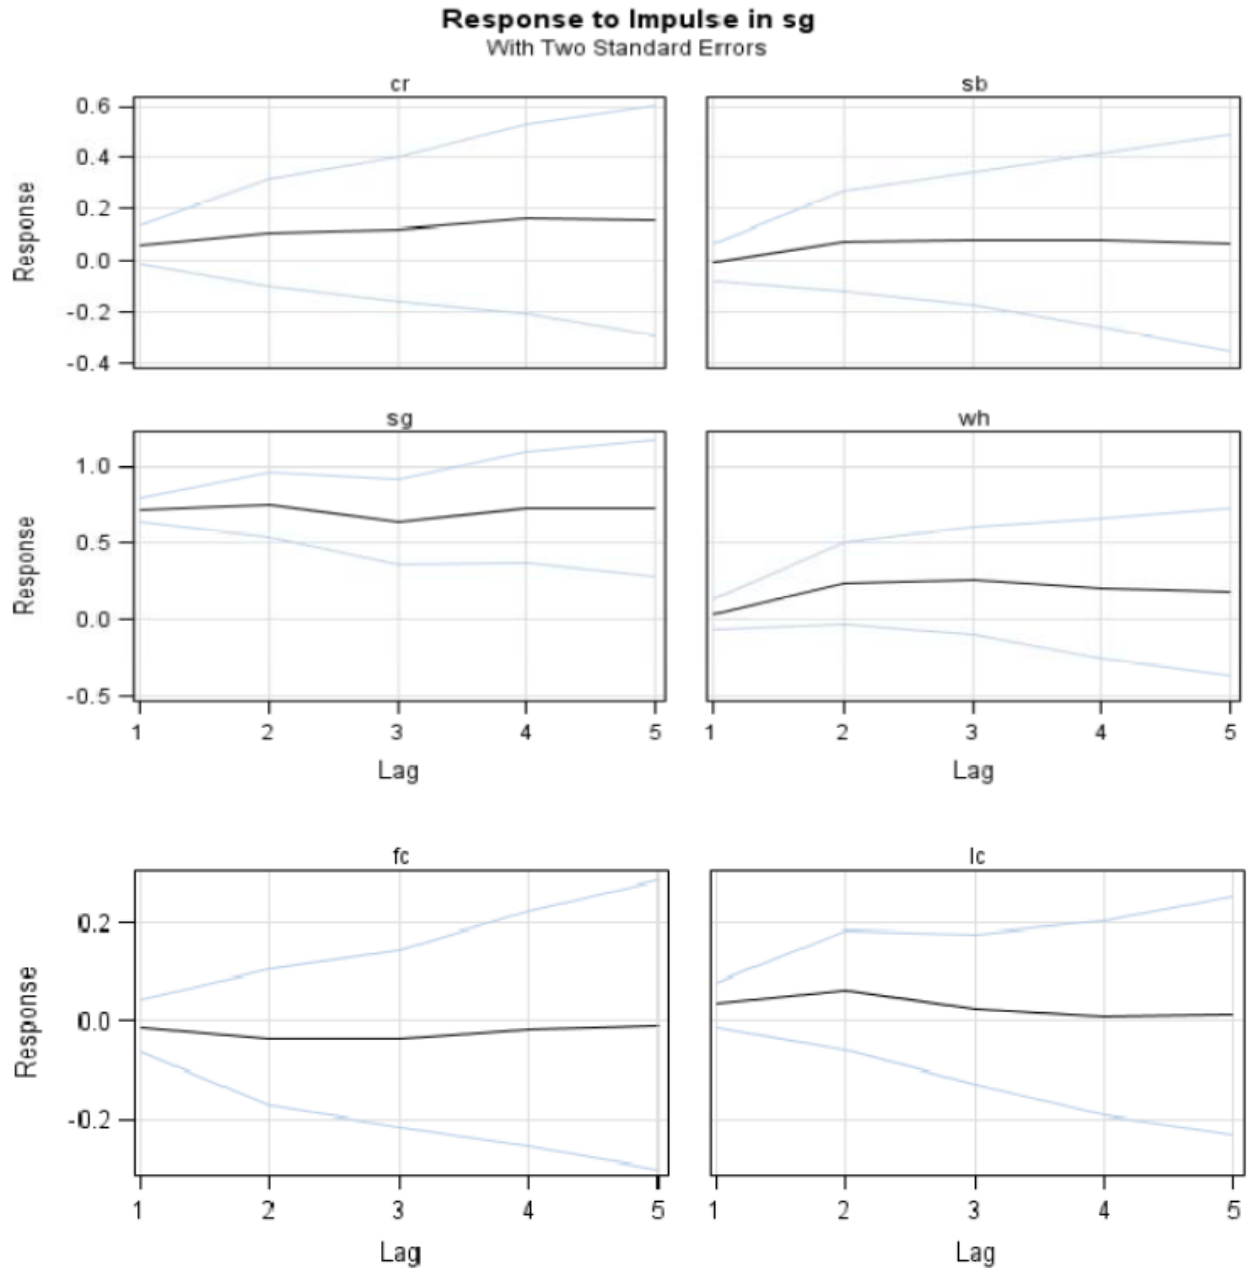 Response to Impulse in sg
With Two Standard Errors
cr
sb
0.6
0.4
0.2
0.0
-0.2
-0.4
Response
sg
wh
1.0
0.5
0.0
-0.5
Response
1 2 3 4 5
1 2 3 4 5
Lag
Lag
fc
lc
0.2
0.0
-0.2
Response
1 2 3 4 5
1 2 3 4 5
Lag
Lag